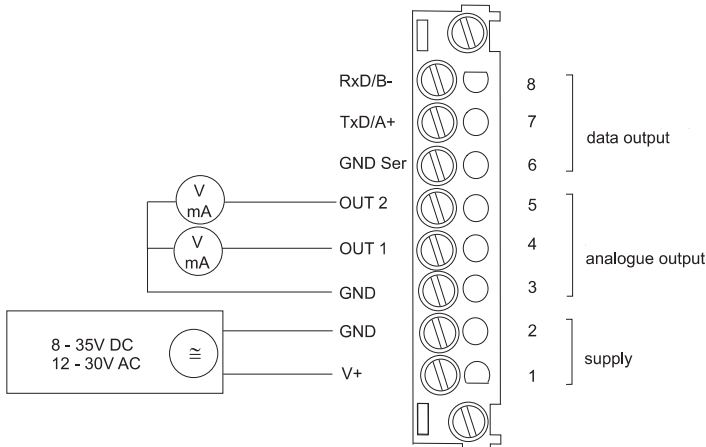 RxD/B- 8
TxD/A+ 7
data output
GND Ser 6
V
mA
OUT 2 5
V
mA
OUT 1 4
analogue output
GND 3
GND 2
8 - 35V DC
12 - 30V AC
≅
supply
V+ 1